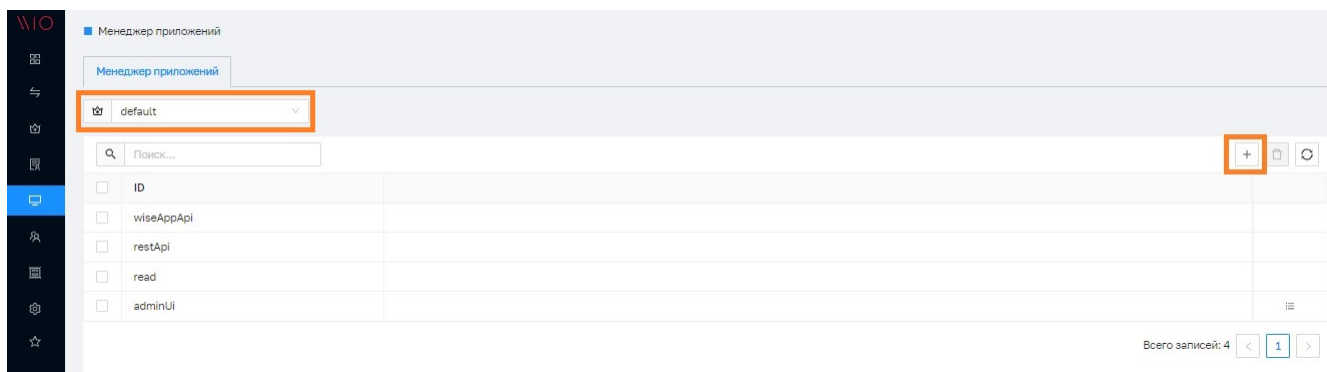 WIO
Менеджер приложений
Менеджер приложений
default
Поиск...
ID
wiseAppApi
restApi
read
adminUi
Всего записей: 4 < 1 >